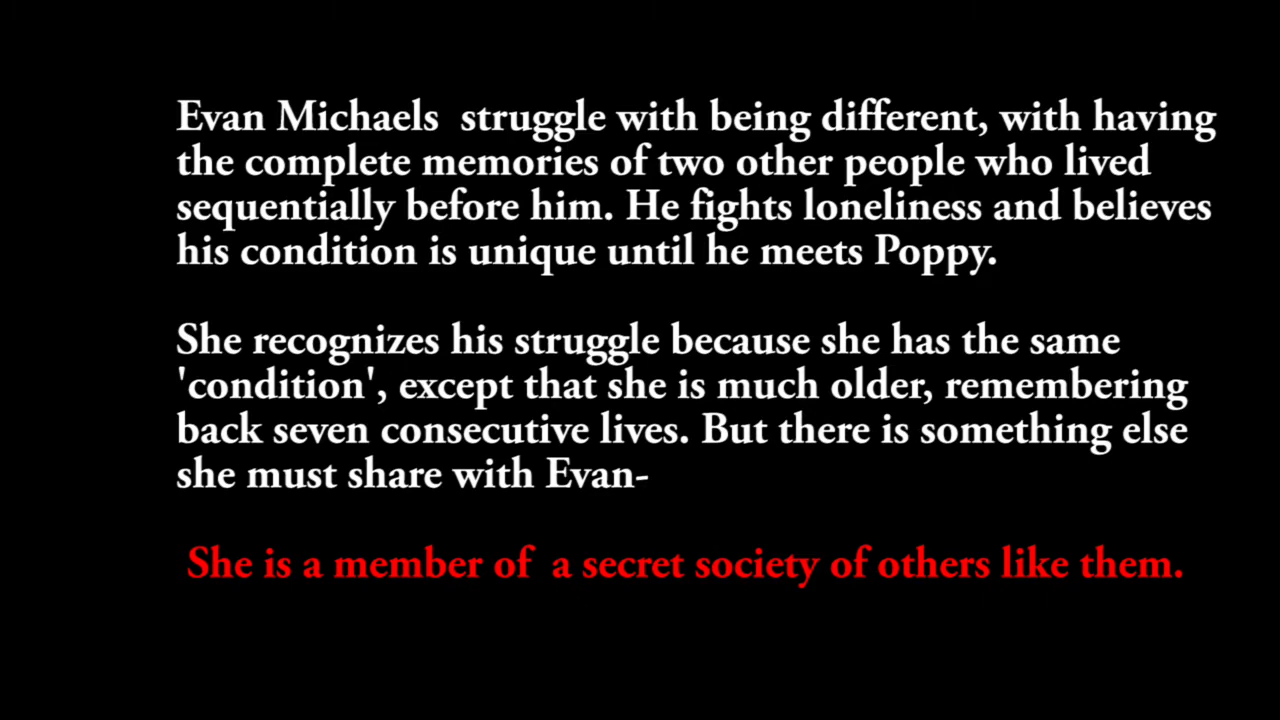 Evan Michaels  struggle with being different, with having
the complete memories of two other people who lived
sequentially before him. He fights loneliness and believes
his condition is unique until he meets Poppy.
She recognizes his struggle because she has the same
'condition', except that she is much older, remembering
back seven consecutive lives. But there is something else
she must share with Evan-
She is a member of  a secret society of others like them.